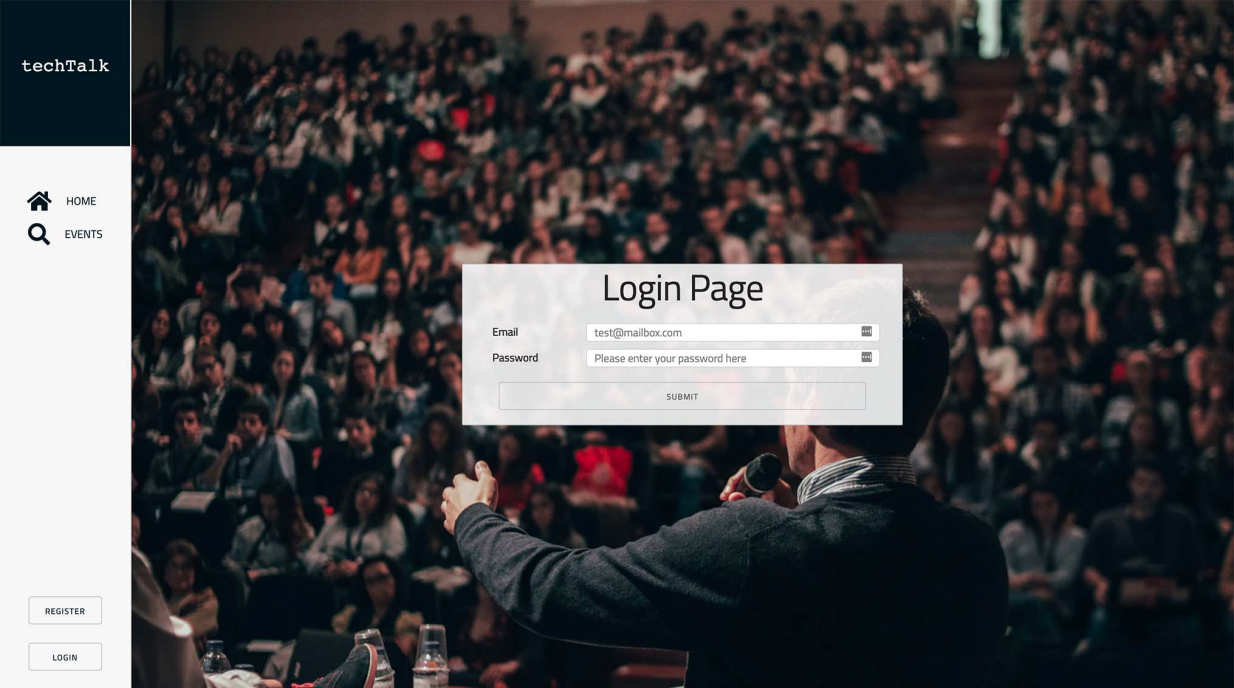 techTalk
HOME
EVENTS
REGISTER
LOGIN
Login Page
Email test@mailbox.com
Password Please enter your password here
SUBMIT